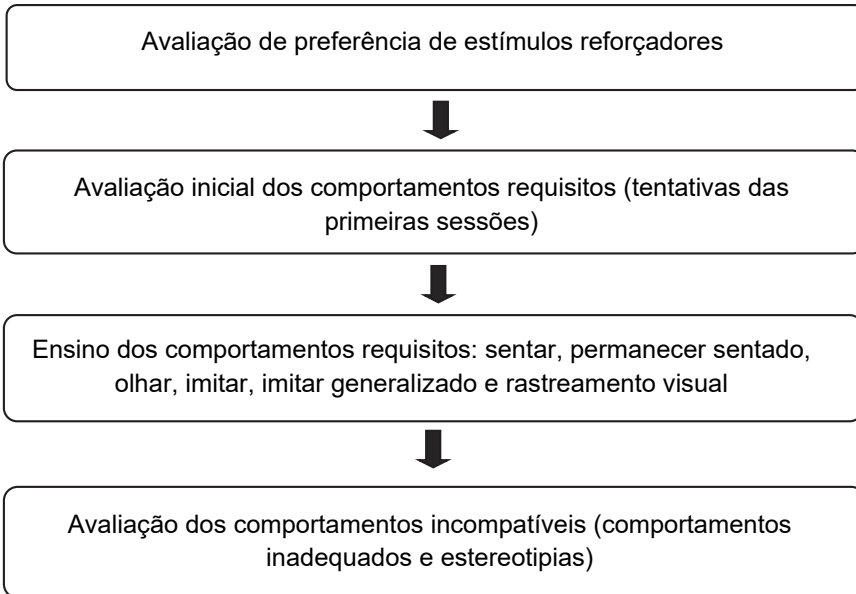 Avaliação de preferência de estímulos reforçadores
Avaliação inicial dos comportamentos requisitos (tentativas das
primeiras sessões)
Ensino dos comportamentos requisitos: sentar, permanecer sentado,
olhar, imitar, imitar generalizado e rastreamento visual
Avaliação dos comportamentos incompatíveis (comportamentos
inadequados e estereotipias)